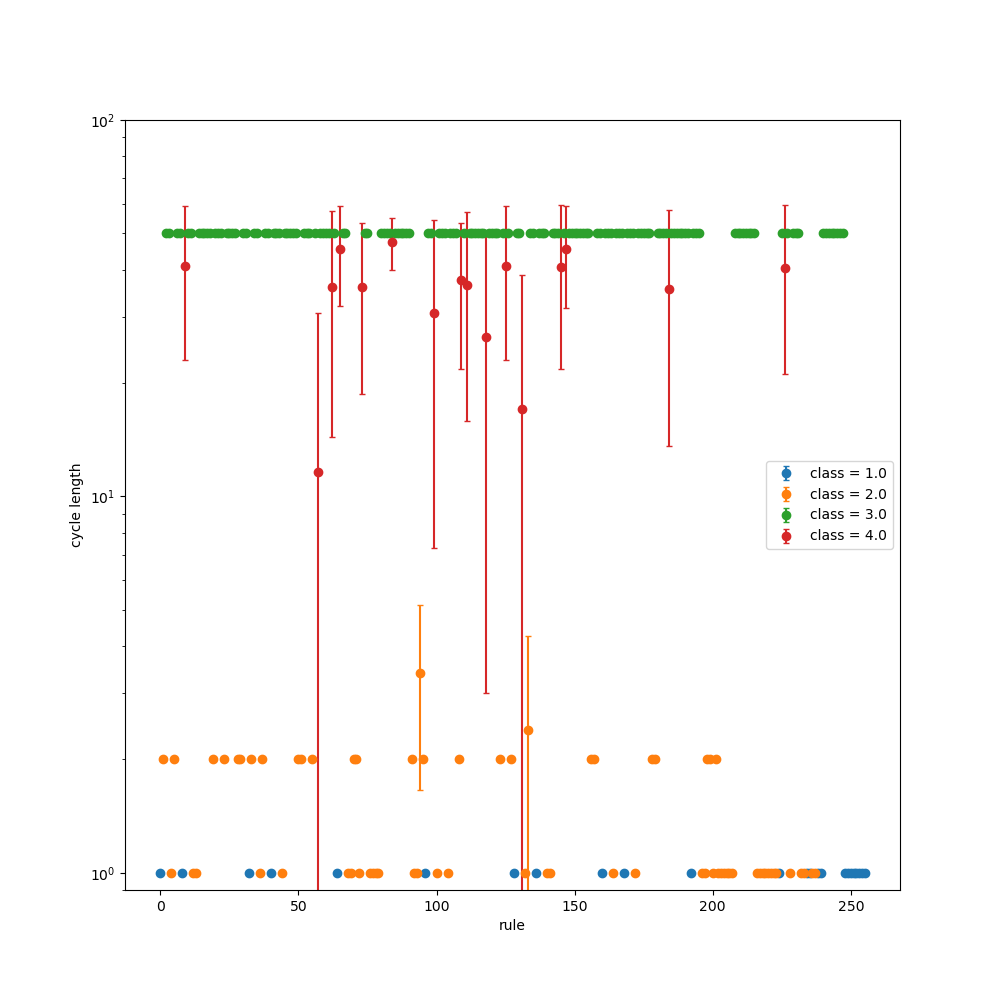 10²
10¹
10⁰
cycle length
class = 1.0
class = 2.0
class = 3.0
class = 4.0
0 50 100 150 200 250
rule